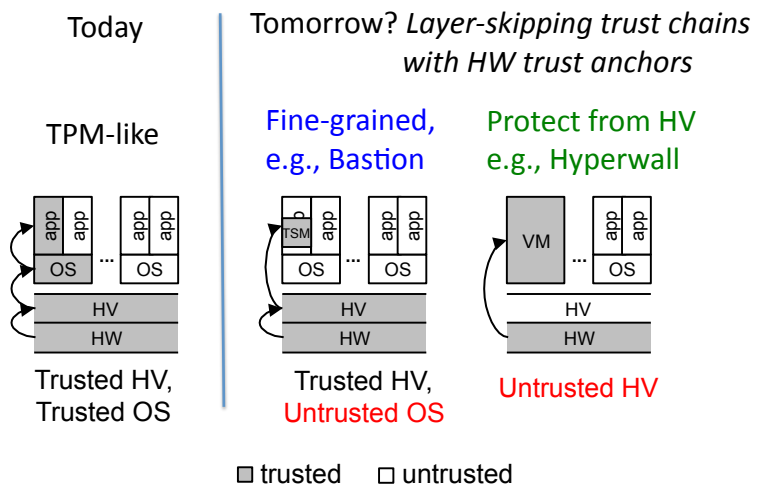 Today
Tomorrow? Layer-skipping trust chains
with HW trust anchors
TPM-like
Fine-grained,
e.g., Bastion
Protect from HV
e.g., Hyperwall
app app ... app app
OS OS
HV
HW
TSM app ... app app
OS OS
HV
HW
VM ... app app
OS
HV
HW
Trusted HV,
Trusted OS
Trusted HV,
Untrusted OS
Untrusted HV
trusted untrusted